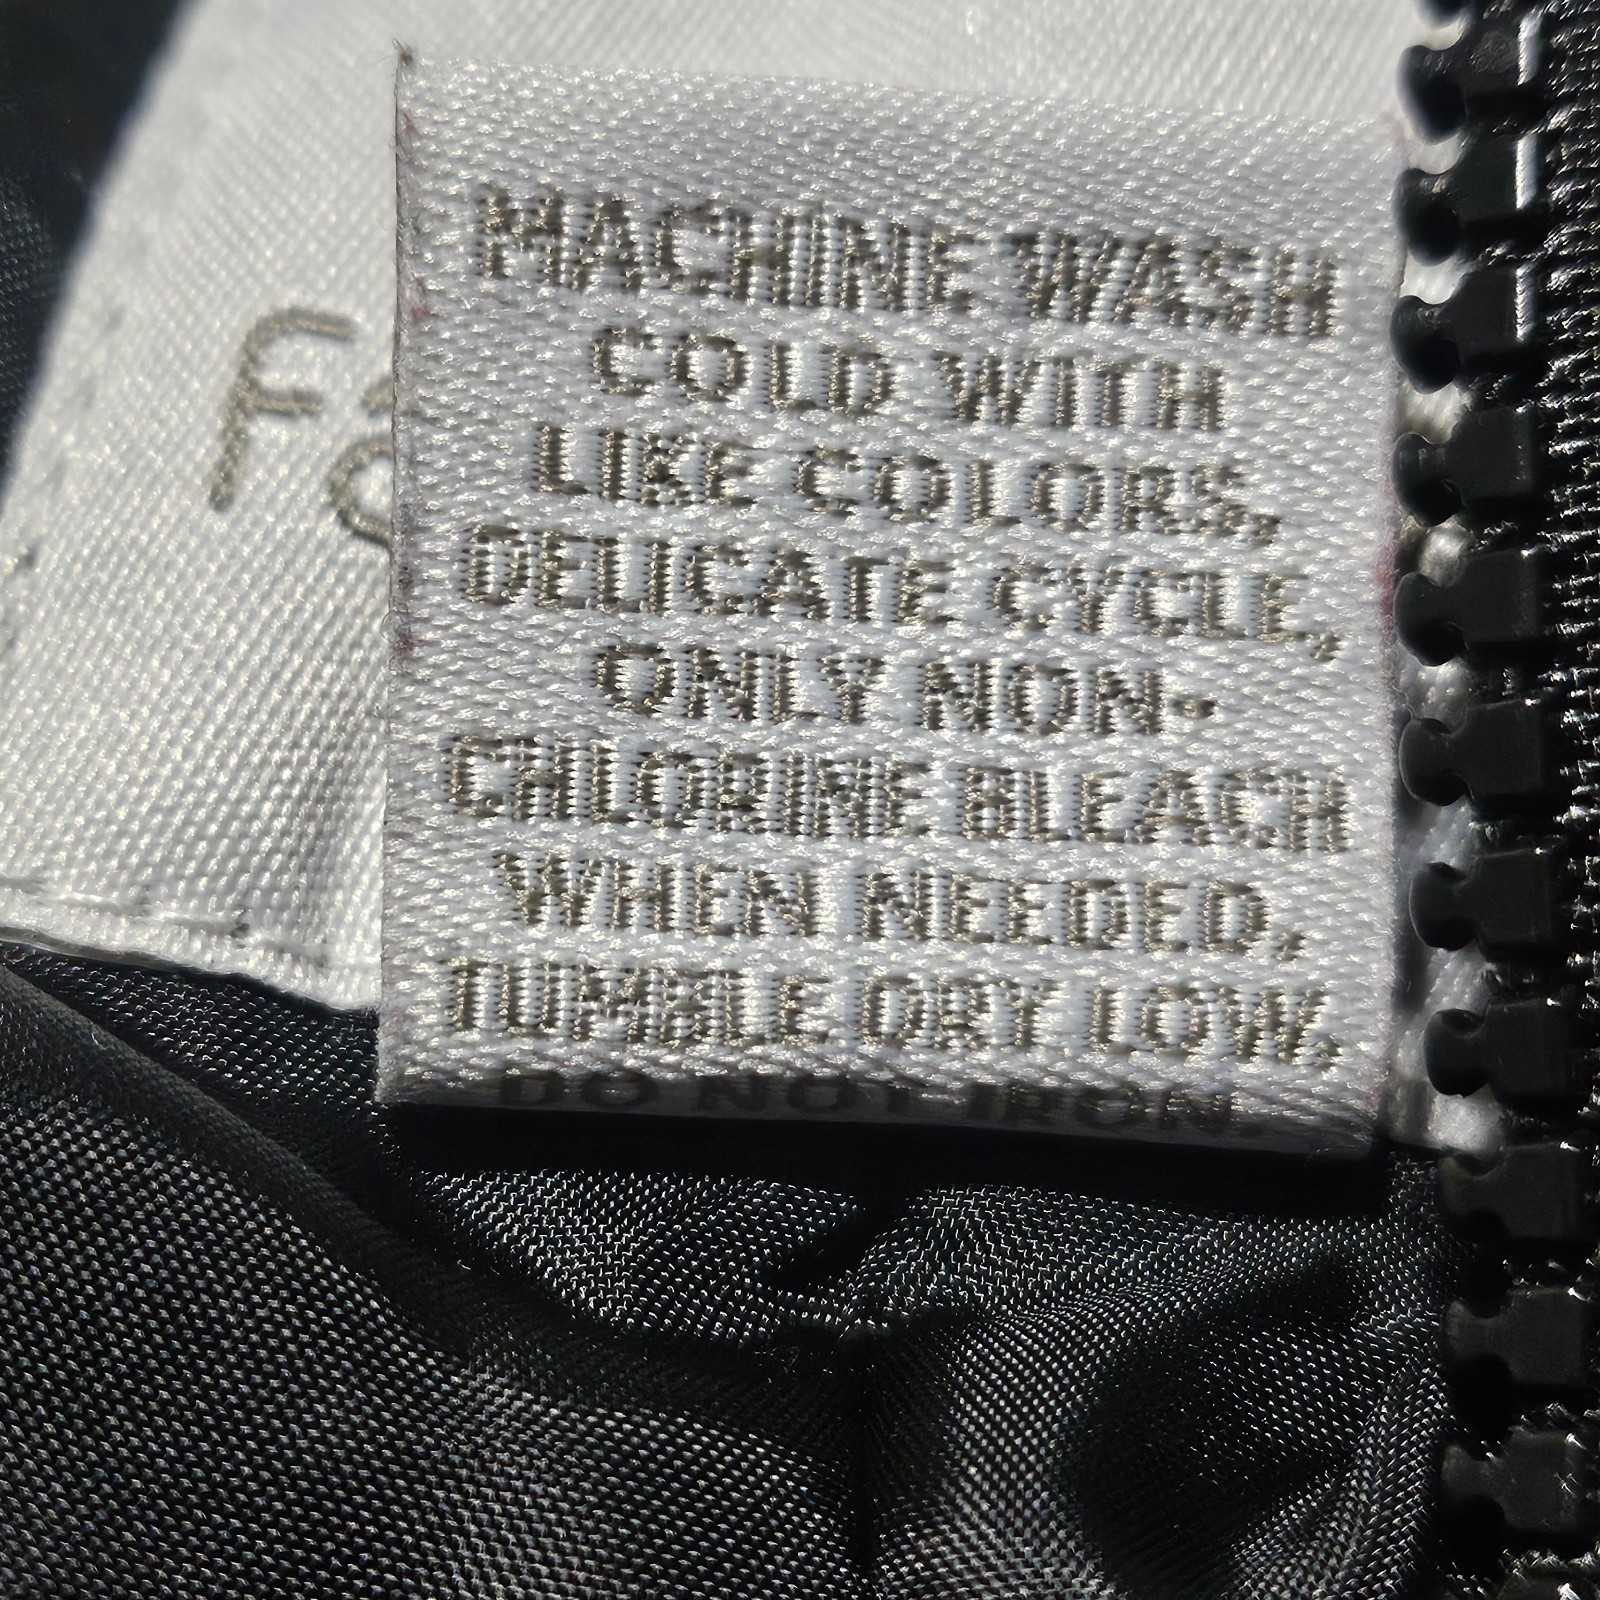 MACHINE WASH
COLD WITH
LIKE COLORS,
DELICATE CYCLE,
ONLY NON-
CHLORINE BLEACH
WHEN NEEDED,
TUMBLE DRY LOW,
DO NOT IRON.